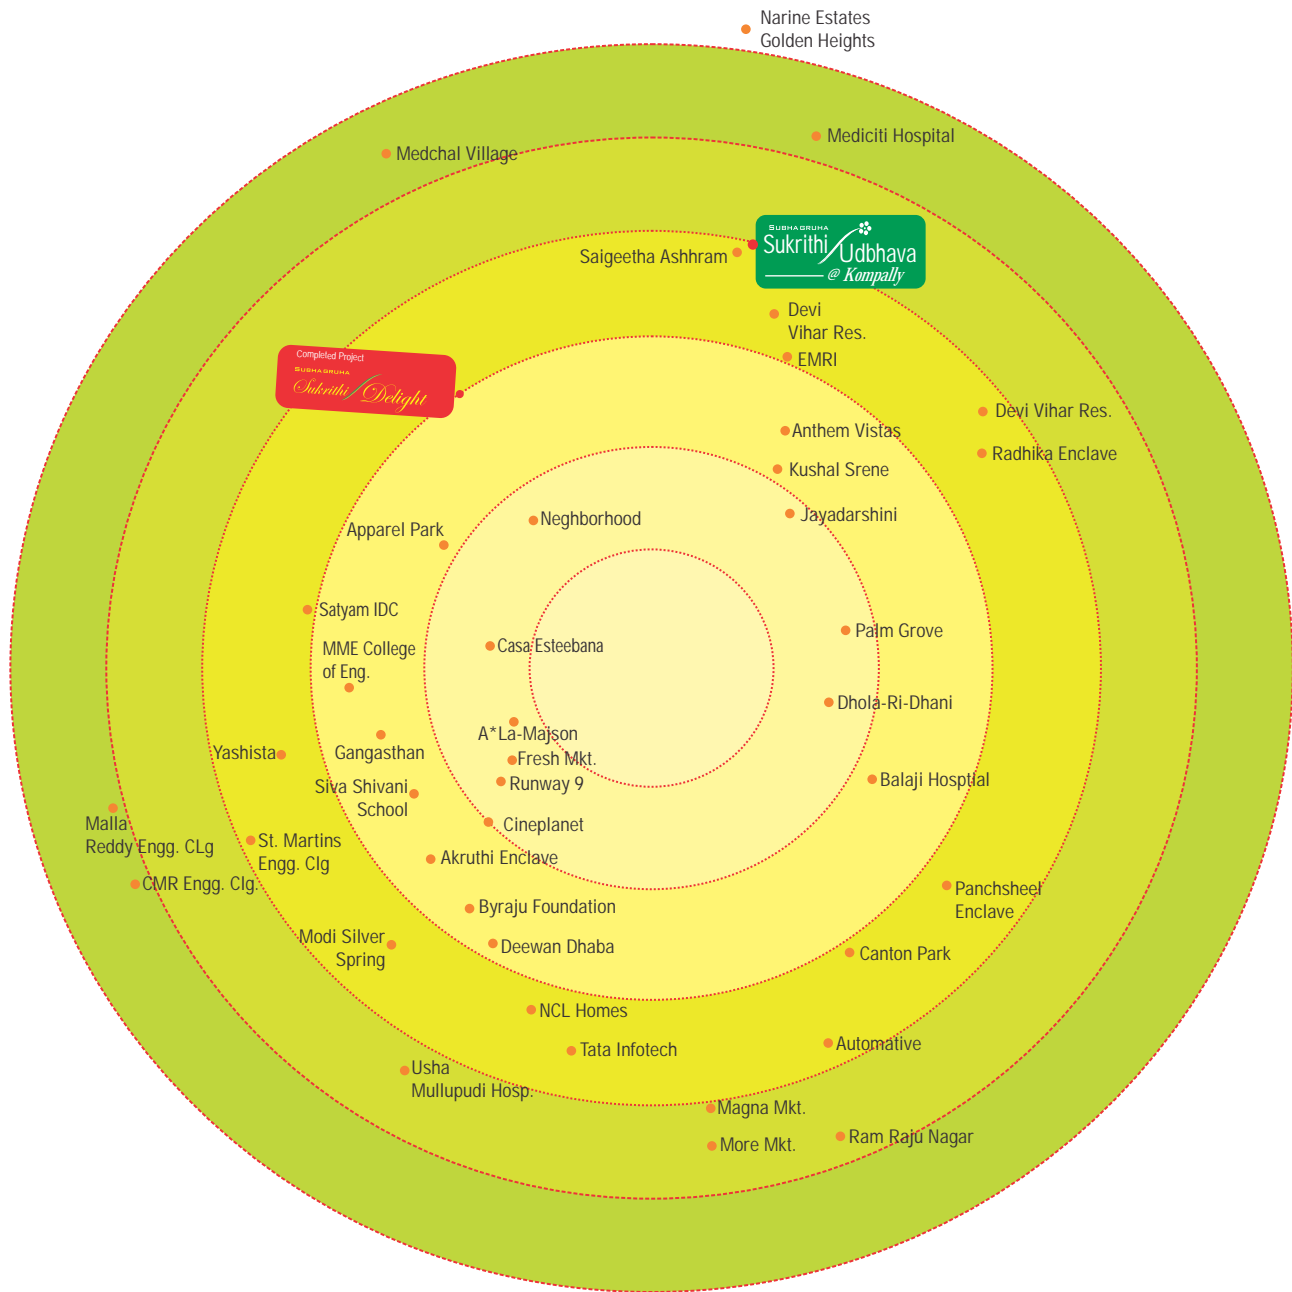 Narine Estates
Golden Heights
Mediciti Hospital
Medchal Village
SUBHAGRUHA
Sukrithi Udbhava
@ Kompally
Saigeetha Ashhram
Devi
Vihar Res.
EMRI
Completed Project
SUBHAGRUHA
Sukrithi Delight
Devi Vihar Res.
Anthem Vistas
Radhika Enclave
Kushal Srene
Jayadarshini
Neghborhood
Apparel Park
Satyam IDC
Palm Grove
MME College
of Eng.
Casa Esteebana
Dhola-Ri-Dhani
A*La-Majson
Gangasthan
Yashista
Fresh Mkt.
Runway 9
Balaji Hosptial
Siva Shivani
School
Malla
Reddy Engg. CLg
Cineplanet
St. Martins
Engg. Clg
Akruthi Enclave
CMR Engg. Clg.
Panchsheel
Enclave
Byraju Foundation
Modi Silver
Spring
Deewan Dhaba
Canton Park
NCL Homes
Tata Infotech
Automative
Usha
Mullupudi Hosp.
Magna Mkt.
More Mkt.
Ram Raju Nagar